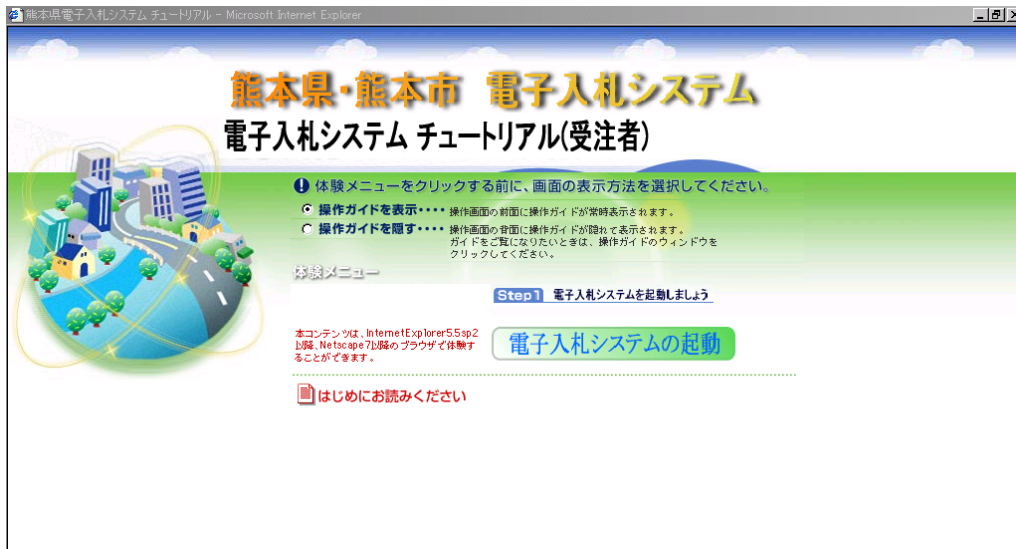 熊本県電子入札システム チュートリアル - Microsoft Internet Explorer
熊本県・熊本市 電子入札システム
電子入札システム チュートリアル(受注者)
体験メニューをクリックする前に、画面の表示方法を選択してください。
操作ガイドを表示・・・・ 操作画面の前面に操作ガイドが常時表示されます。
操作ガイドを隠す・・・・ 操作画面の背面に操作ガイドが隠れて表示されます。
ガイドをご覧になりたいときは、操作ガイドのウィンドウを
クリックしてください。
体験メニュー
Step1 電子入札システムを起動しましょう
本コンテンツは、InternetExplorer5.5sp2
以降、Netscape7以降のブラウザで体験す
ることができます。
電子入札システムの起動
はじめにお読みください